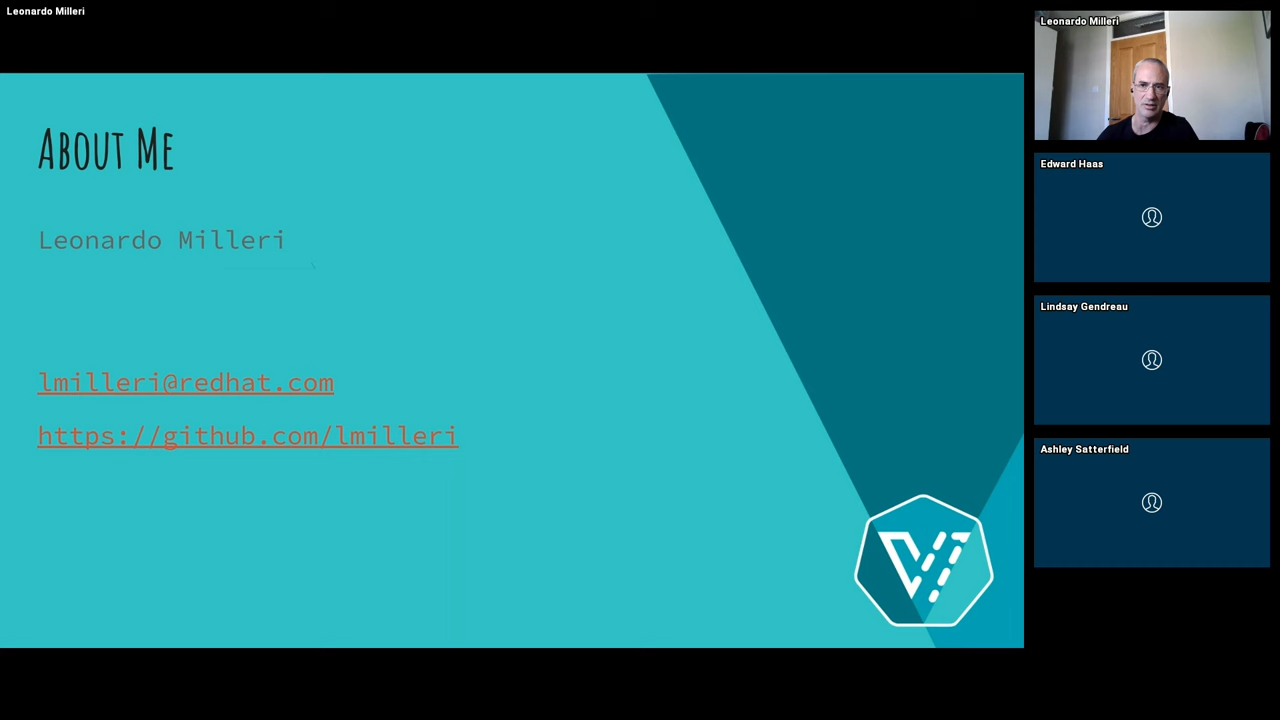 Leonardo Milleri
About Me
Leonardo Milleri
lmilleri@redhat.com
https://github.com/lmilleri
Leonardo Milleri
Edward Haas
Lindsay Gendreau
Ashley Satterfield